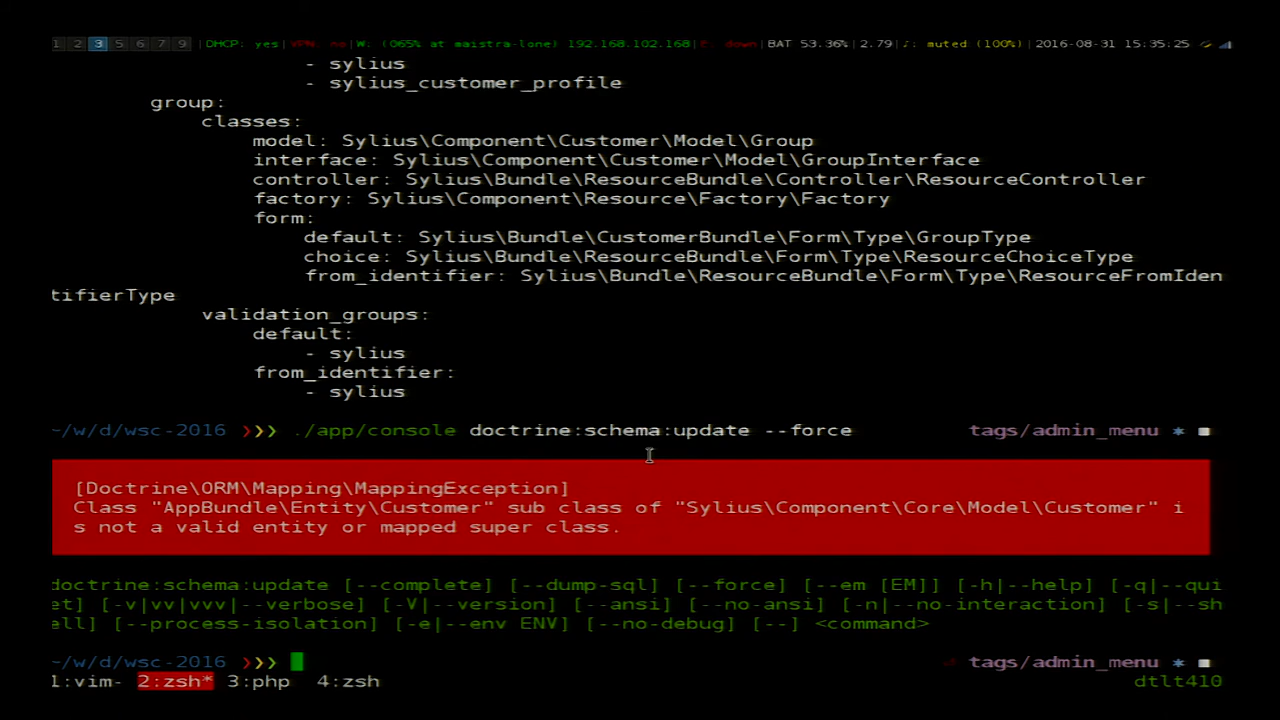 1 2 3 5 6 7 9 |DHCP: yes|VPN: no|W: (065% at maistra-lone) 192.168.102.168|E: down|BAT 53.36%|2.79|♪: muted (100%)|2016-08-31 15:35:25
- sylius
- sylius_customer_profile
group:
classes:
model: Sylius\Component\Customer\Model\Group
interface: Sylius\Component\Customer\Model\GroupInterface
controller: Sylius\Bundle\ResourceBundle\Controller\ResourceController
factory: Sylius\Component\Resource\Factory\Factory
form:
default: Sylius\Bundle\CustomerBundle\Form\Type\GroupType
choice: Sylius\Bundle\ResourceBundle\Form\Type\ResourceChoiceType
from_identifier: Sylius\Bundle\ResourceBundle\Form\Type\ResourceFromIden
tifierType
validation_groups:
default:
- sylius
from_identifier:
- sylius
~/w/d/wsc-2016 ❯❯❯ ./app/console doctrine:schema:update --force tags/admin_menu ✱ ◼
[Doctrine\ORM\Mapping\MappingException]
Class "AppBundle\Entity\Customer" sub class of "Sylius\Component\Core\Model\Customer" i
s not a valid entity or mapped super class.
doctrine:schema:update [--complete] [--dump-sql] [--force] [--em [EM]] [-h|--help] [-q|--qui
et] [-v|vv|vvv|--verbose] [-V|--version] [--ansi] [--no-ansi] [-n|--no-interaction] [-s|--sh
ell] [--process-isolation] [-e|--env ENV] [--no-debug] [--] <command>
~/w/d/wsc-2016 ❯❯❯ ⏎ tags/admin_menu ✱ ◼
1:vim- 2:zsh* 3:php 4:zsh dtlt410